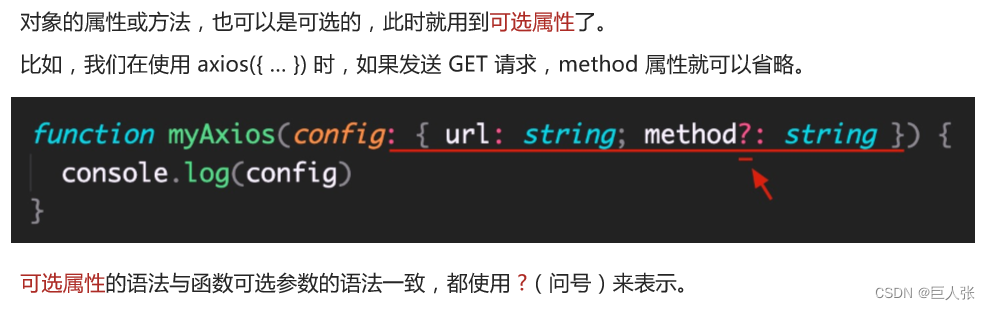 对象的属性或方法，也可以是可选的，此时就用到可选属性了。
比如，我们在使用 axios({ … }) 时，如果发送 GET 请求，method 属性就可以省略。
function myAxios(config: { url: string; method?: string }) {
  console.log(config)
}
可选属性的语法与函数可选参数的语法一致，都使用 ?（问号）来表示。
CSDN @巨人张